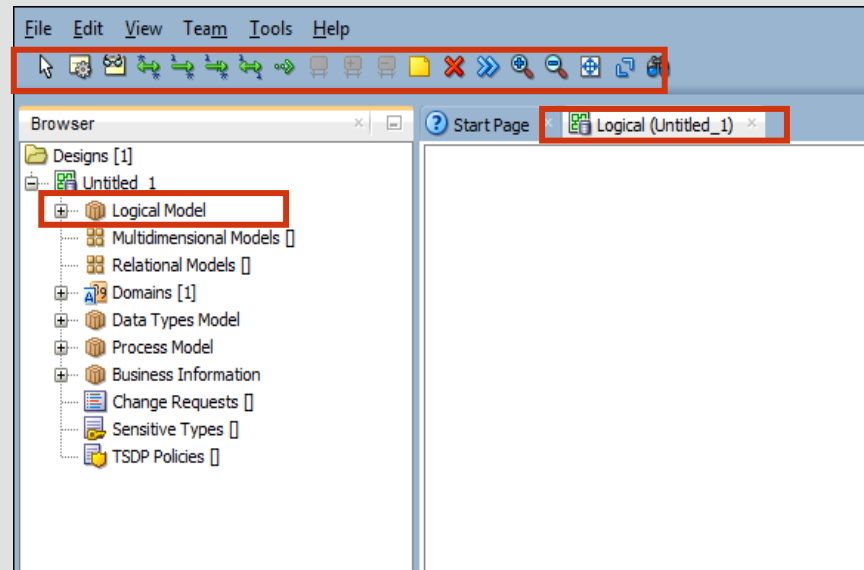 File Edit View Team Tools Help
Browser
Start Page
Logical (Untitled_1)
Designs [1]
Untitled_1
Logical Model
Multidimensional Models []
Relational Models []
Domains [1]
Data Types Model
Process Model
Business Information
Change Requests []
Sensitive Types []
TSDP Policies []